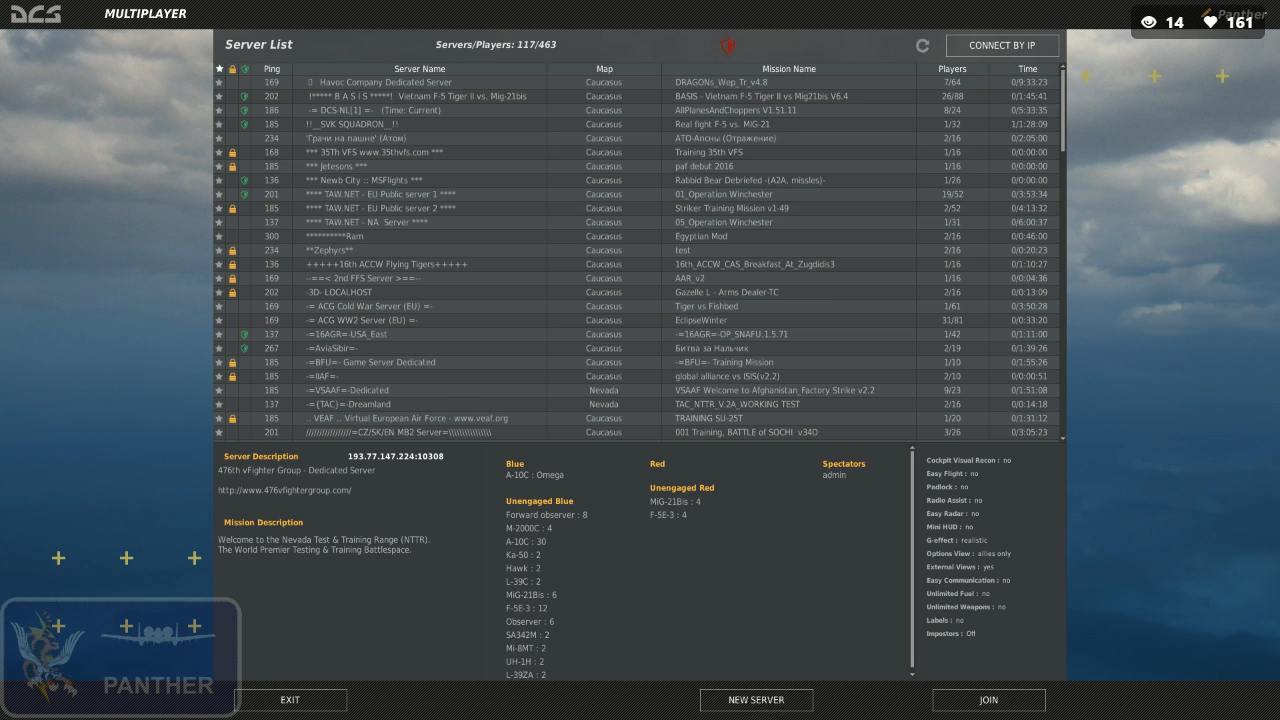 DCS MULTIPLAYER Panther
14 161
Server List Servers/Players: 117/463 CONNECT BY IP
Ping Server Name Map Mission Name Players Time
169 Havoc Company Dedicated Server Caucasus DRAGONs_Wep_Tr_v4.8 7/64 0/9:33:23
202 !***** B A S I S *****! Vietnam F-5 Tiger II vs. Mig-21bis Caucasus BASIS - Vietnam F-5 Tiger II vs Mig21bis V6.4 26/88 0/1:45:41
186 -= DCS-NL[1] =- (Time: Current) Caucasus AllPlanesAndChoppers V1.51.11 8/24 0/5:33:35
185 !!__SVK SQUADRON__!! Caucasus Real fight F-5 vs. MiG-21 1/32 0/1:28:09
234 'Грачи на пашне' (Атом) Caucasus АТО-Апсны (Отражение) 2/16 0/2:05:00
168 *** 35Th VFS www.35thvfs.com *** Caucasus Training 35th VFS 1/16 0/0:00:00
185 *** Jetesons *** Caucasus paf debut 2016 1/16 0/0:00:00
136 *** Newb City :: MSFlights *** Caucasus Rabbid Bear Debriefed -(A2A, missles)- 1/26 0/0:00:00
201 **** TAW.NET - EU Public server 1 **** Caucasus 01_Operation Winchester 19/52 0/3:53:34
185 **** TAW.NET - EU Public server 2 **** Caucasus Striker Training Mission v1-49 2/52 0/4:13:32
137 **** TAW.NET - NA Server **** Caucasus 05_Operation Winchester 1/31 0/6:00:37
300 **********Ram Caucasus Egyptian Mod 2/16 0/0:46:00
234 **Zephyrs** Caucasus test 2/16 0/0:20:23
136 +++++16th ACCW Flying Tigers+++++ Caucasus 16th_ACCW_CAS_Breakfast_At_Zugdidis3 1/16 0/1:10:27
169 --==< 2nd FFS Server >==-- Caucasus AAR_v2 1/16 0/0:04:36
202 -3D- LOCALHOST Caucasus Gazelle L - Arms Dealer-TC 2/16 0/0:13:09
169 -= ACG Cold War Server (EU) =- Caucasus Tiger vs Fishbed 1/61 0/3:50:28
169 -= ACG WW2 Server (EU) =- Caucasus EclipseWinter 31/81 0/0:33:20
137 -=16AGR=-USA_East Caucasus -=16AGR=-OP_SNAFU.1.5.71 1/42 0/1:11:00
267 -=AviaSibir=- Caucasus Битва за Нальчик 2/19 0/1:39:26
185 -=BFU=- Game Server Dedicated Caucasus -=BFU=- Training Mission 1/10 0/1:55:26
185 -=IJAF=- Caucasus global alliance vs ISIS(v2.2) 2/10 0/0:00:51
185 -=VSAAF=-Dedicated Nevada VSAAF Welcome to Afghanistan_Factory Strike v2.2 9/23 0/1:51:08
137 -={TAC}=-Dreamland Nevada TAC_NTTR_V.2A_WORKING TEST 2/16 0/0:14:18
185 .. VEAF .. Virtual European Air Force - www.veaf.org Caucasus TRAINING SU-25T 1/20 0/1:31:12
201 /////////////////=CZ/SK/EN MB2 Server=\\\\\\\\\\\\\\\\\ Caucasus 001 Training, BATTLE of SOCHI v34D 3/26 0/3:05:23
Server Description 193.77.147.224:10308
476th vFighter Group - Dedicated Server
http://www.476vfightergroup.com/
Mission Description
Welcome to the Nevada Test & Training Range (NTTR).
The World Premier Testing & Training Battlespace.
Blue
A-10C : Omega
Unengaged Blue
Forward observer : 8
M-2000C : 4
A-10C : 30
Ka-50 : 2
Hawk : 2
L-39C : 2
MiG-21Bis : 6
F-5E-3 : 12
Observer : 6
SA342M : 2
Mi-8MT : 2
UH-1H : 2
L-39ZA : 2
Red
Unengaged Red
MiG-21Bis : 4
F-5E-3 : 4
Spectators
admin
Cockpit Visual Recon : no
Easy Flight : no
Padlock : no
Radio Assist : no
Easy Radar : no
Mini HUD : no
G-effect : realistic
Options View : allies only
External Views : yes
Easy Communication : no
Unlimited Fuel : no
Unlimited Weapons : no
Labels : no
Impostors : Off
PANTHER
EXIT NEW SERVER JOIN